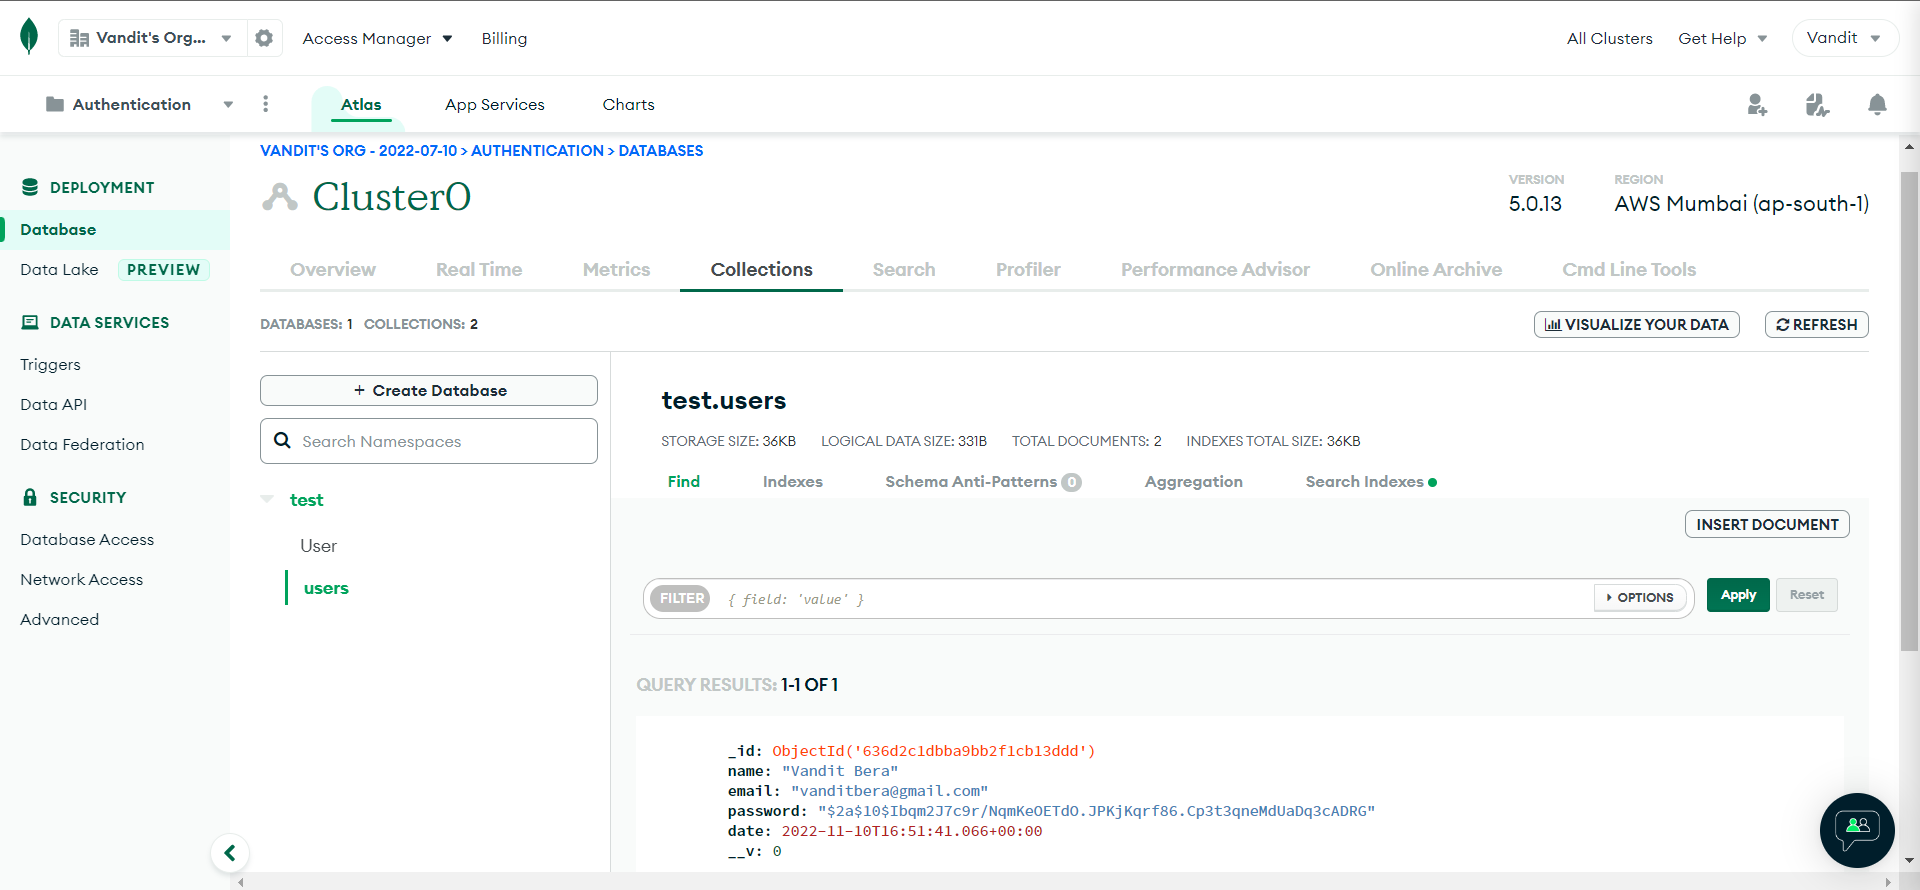 Vandit's Org...
Access Manager
Billing
All Clusters
Get Help
Vandit
Authentication
Atlas
App Services
Charts
VANDIT'S ORG - 2022-07-10 > AUTHENTICATION > DATABASES
DEPLOYMENT
Database
Data Lake PREVIEW
DATA SERVICES
Triggers
Data API
Data Federation
SECURITY
Database Access
Network Access
Advanced
Cluster0
VERSION
5.0.13
REGION
AWS Mumbai (ap-south-1)
Overview
Real Time
Metrics
Collections
Search
Profiler
Performance Advisor
Online Archive
Cmd Line Tools
DATABASES: 1 COLLECTIONS: 2
VISUALIZE YOUR DATA
REFRESH
+ Create Database
Search Namespaces
test
User
users
test.users
STORAGE SIZE: 36KB LOGICAL DATA SIZE: 331B TOTAL DOCUMENTS: 2 INDEXES TOTAL SIZE: 36KB
Find
Indexes
Schema Anti-Patterns 0
Aggregation
Search Indexes
INSERT DOCUMENT
FILTER { field: 'value' }
OPTIONS
Apply
Reset
QUERY RESULTS: 1-1 OF 1
_id: ObjectId('636d2c1dbba9bb2f1cb13ddd')
name: "Vandit Bera"
email: "vanditbera@gmail.com"
password: "$2a$10$Ibqm2J7c9r/NqmKeOETdO.JPKjKqrf86.Cp3t3qneMdUaDq3cADRG"
date: 2022-11-10T16:51:41.066+00:00
__v: 0